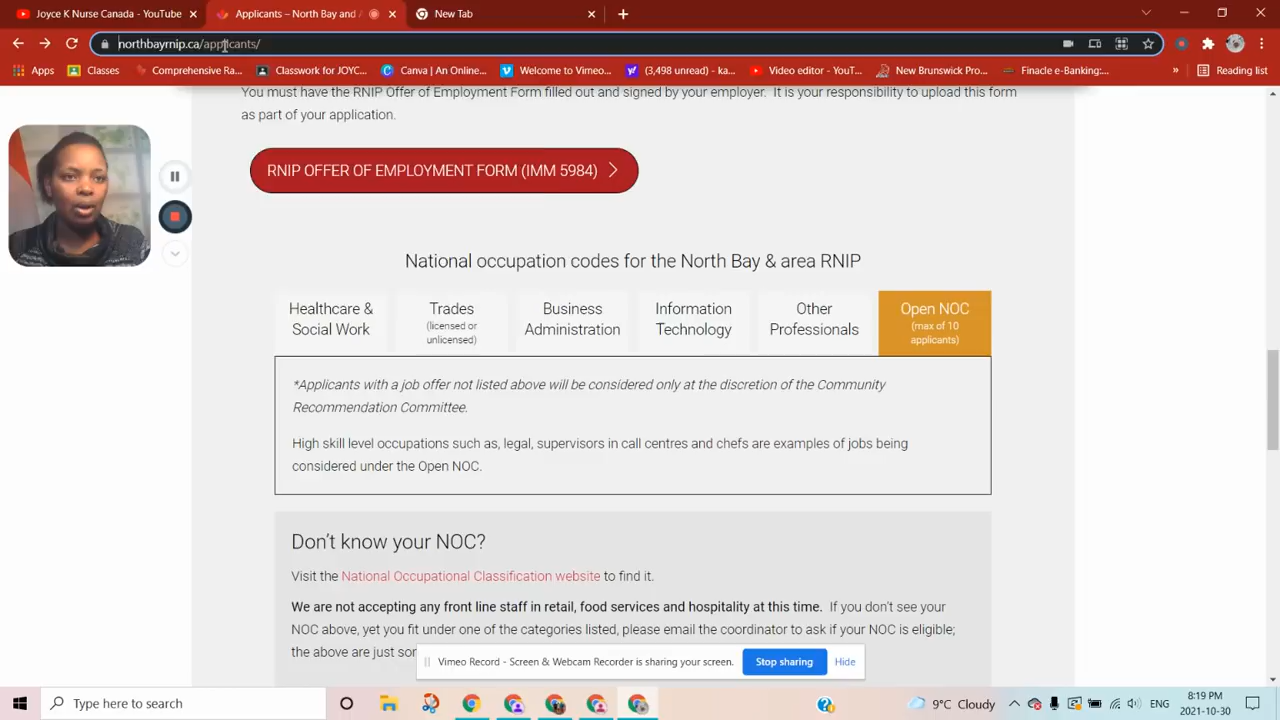 Joyce K Nurse Canada - YouTube
Applicants – North Bay and
New Tab
northbayrnip.ca/applicants/
Apps
Classes
Comprehensive Ra...
Classwork for JOYC...
Canva | An Online...
Welcome to Vimeo...
(3,498 unread) - ka...
Video editor - YouT...
New Brunswick Pro...
Finacle e-Banking:...
»
Reading list
You must have the RNIP Offer of Employment Form filled out and signed by your employer. It is your responsibility to upload this form
as part of your application.
RNIP OFFER OF EMPLOYMENT FORM (IMM 5984)
National occupation codes for the North Bay & area RNIP
Healthcare &
Social Work
Trades
(licensed or
unlicensed)
Business
Administration
Information
Technology
Other
Professionals
Open NOC
(max of 10
applicants)
*Applicants with a job offer not listed above will be considered only at the discretion of the Community
Recommendation Committee.
High skill level occupations such as, legal, supervisors in call centres and chefs are examples of jobs being
considered under the Open NOC.
Don't know your NOC?
Visit the National Occupational Classification website to find it.
We are not accepting any front line staff in retail, food services and hospitality at this time. If you don't see your
NOC above, yet you fit under one of the categories listed, please email the coordinator to ask if your NOC is eligible;
the above are just
Vimeo Record - Screen & Webcam Recorder is sharing your screen.
Stop sharing
Hide
Type here to search
9°C Cloudy
ENG
8:19 PM
2021-10-30